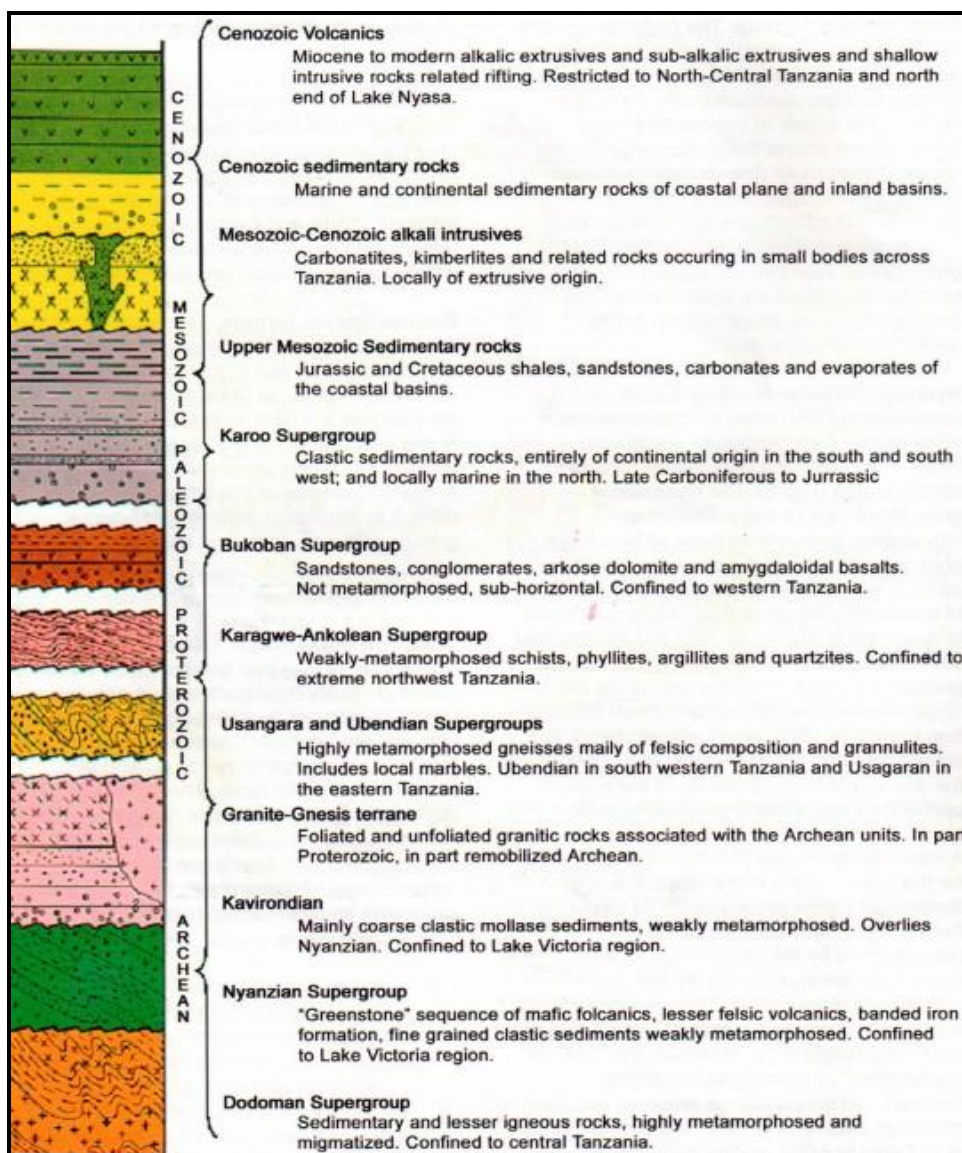 Cenozoic Volcanics
Miocene to modern alkalic extrusives and sub-alkalic extrusives and shallow
intrusive rocks related rifting. Restricted to North-Central Tanzania and north
end of Lake Nyasa.
Cenozoic sedimentary rocks
Marine and continental sedimentary rocks of coastal plane and inland basins.
Mesozoic-Cenozoic alkali intrusives
Carbonatites, kimberlites and related rocks occuring in small bodies across
Tanzania. Locally of extrusive origin.
Upper Mesozoic Sedimentary rocks
Jurassic and Cretaceous shales, sandstones, carbonates and evaporates of
the coastal basins.
Karoo Supergroup
Clastic sedimentary rocks, entirely of continental origin in the south and south
west; and locally marine in the north. Late Carboniferous to Jurrassic
Bukoban Supergroup
Sandstones, conglomerates, arkose dolomite and amygdaloidal basalts.
Not metamorphosed, sub-horizontal. Confined to western Tanzania.
Karagwe-Ankolean Supergroup
Weakly-metamorphosed schists, phyllites, argillites and quartzites. Confined to
extreme northwest Tanzania.
Usangara and Ubendian Supergroups
Highly metamorphosed gneisses maily of felsic composition and grannulites.
Includes local marbles. Ubendian in south western Tanzania and Usagaran in
the eastern Tanzania.
Granite-Gnesis terrane
Foliated and unfoliated granitic rocks associated with the Archean units. In part
Proterozoic, in part remobilized Archean.
Kavirondian
Mainly coarse clastic mollase sediments, weakly metamorphosed. Overlies
Nyanzian. Confined to Lake Victoria region.
Nyanzian Supergroup
"Greenstone" sequence of mafic folcanics, lesser felsic volcanics, banded iron
formation, fine grained clastic sediments weakly metamorphosed. Confined
to Lake Victoria region.
Dodoman Supergroup
Sedimentary and lesser igneous rocks, highly metamorphosed and
migmatized. Confined to central Tanzania.
CENOZOIC
MESOZOIC
PALEOZOIC
PROTEROZOIC
ARCHEAN